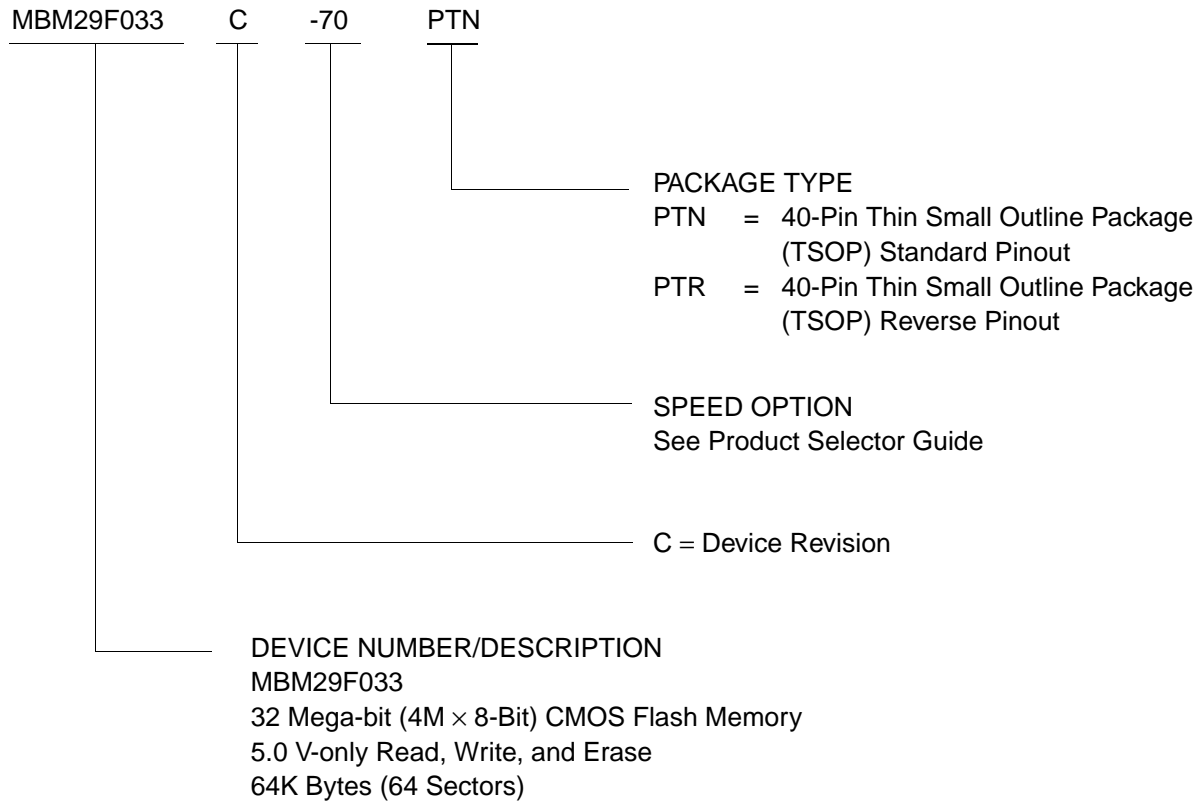 MBM29F033 C -70 PTN
PACKAGE TYPE
PTN = 40-Pin Thin Small Outline Package
(TSOP) Standard Pinout
PTR = 40-Pin Thin Small Outline Package
(TSOP) Reverse Pinout
SPEED OPTION
See Product Selector Guide
C = Device Revision
DEVICE NUMBER/DESCRIPTION
MBM29F033
32 Mega-bit (4M × 8-Bit) CMOS Flash Memory
5.0 V-only Read, Write, and Erase
64K Bytes (64 Sectors)